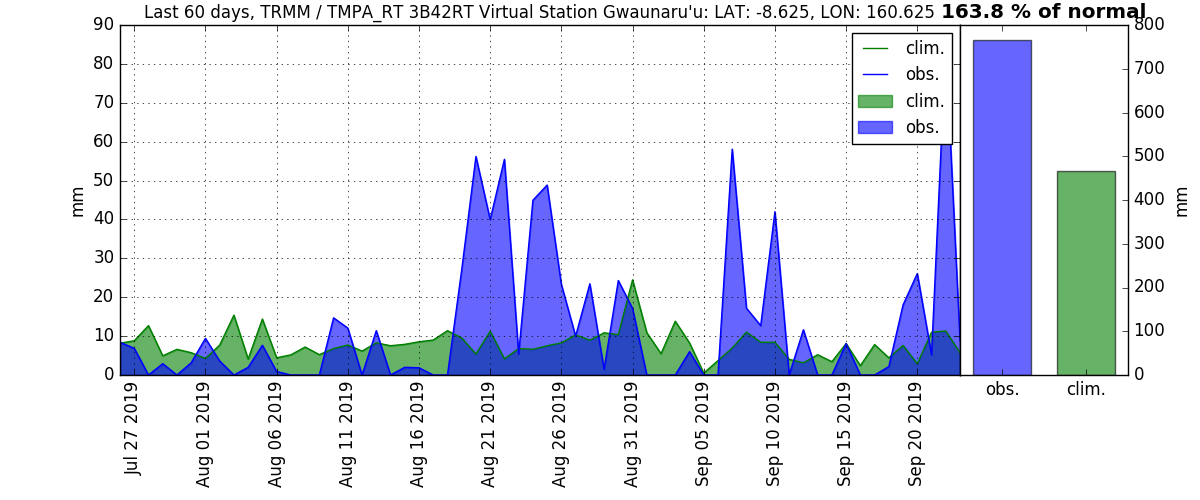 Last 60 days, TRMM / TMPA_RT 3B42RT Virtual Station Gwaunaru'u: LAT: -8.625, LON: 160.625 163.8 % of normal
90
80
70
60
50
40
30
20
10
0
mm
clim.
obs.
clim.
obs.
800
700
600
500
400
300
200
100
0
mm
Jul 27 2019
Aug 01 2019
Aug 06 2019
Aug 11 2019
Aug 16 2019
Aug 21 2019
Aug 26 2019
Aug 31 2019
Sep 05 2019
Sep 10 2019
Sep 15 2019
Sep 20 2019
obs.
clim.